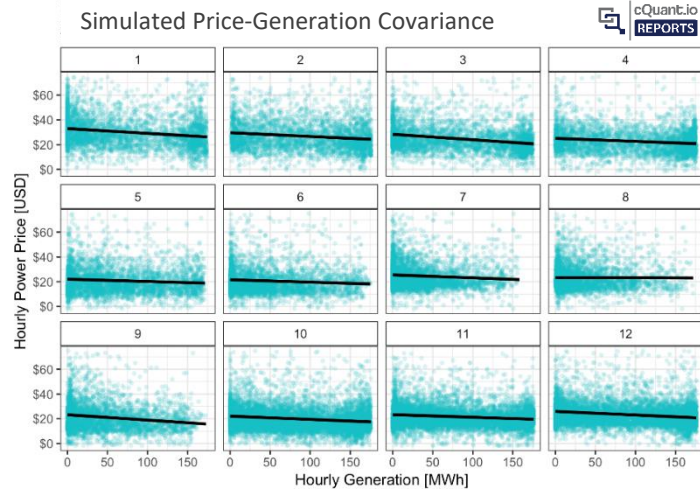 Simulated Price-Generation Covariance
cQuant.io
REPORTS
1 2 3 4
$60
$40
$20
$0
5 6 7 8
$60
$40
$20
$0
9 10 11 12
$60
$40
$20
$0
0 50 100 150 0 50 100 150 0 50 100 150 0 50 100 150
Hourly Power Price [USD]
Hourly Generation [MWh]